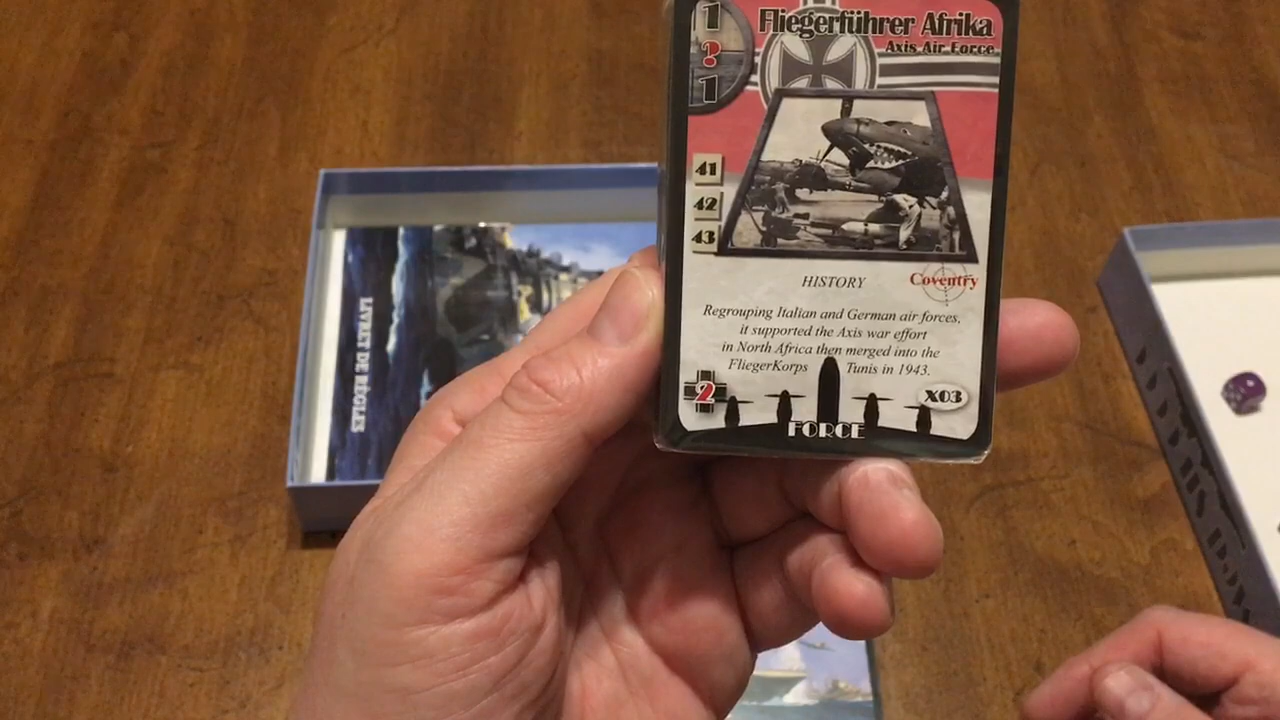 1
?
1
Fliegerführer Afrika
Axis Air Force
41
42
43
HISTORY
Coventry
Regrouping Italian and German air forces,
it supported the Axis war effort
in North Africa then merged into the
FliegerKorps Tunis in 1943.
2
X03
FORCE
LIVRET DE RÈGLES